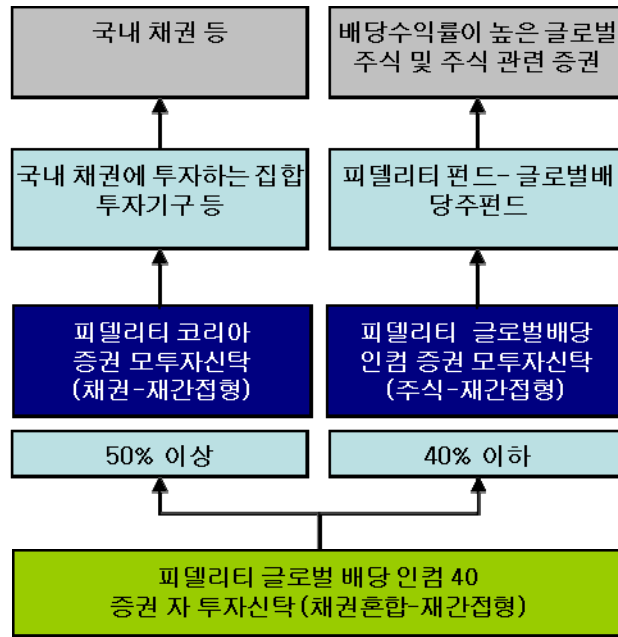 국내 채권 등
배당수익률이 높은 글로벌
주식 및 주식 관련 증권
국내 채권에 투자하는 집합
투자기구 등
피델리티 펀드- 글로벌배
당주펀드
피델리티 코리아
증권 모투자신탁
(채권-재간접형)
피델리티 글로벌배당
인컴 증권 모투자신탁
(주식-재간접형)
50% 이상
40% 이하
피델리티 글로벌 배당 인컴 40
증권 자 투자신탁 (채권혼합-재간접형)